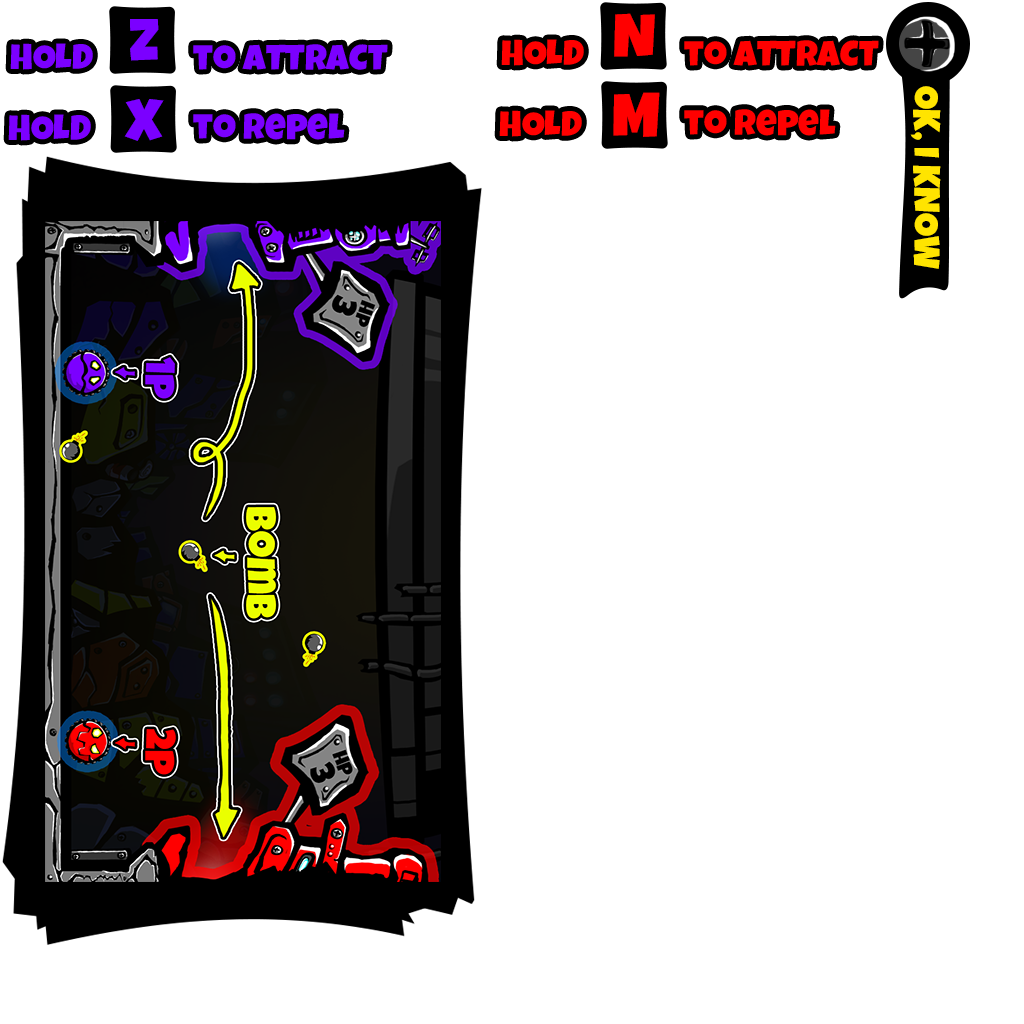 HOLD Z TO ATTRACT
HOLD X TO REPEL
HOLD N TO ATTRACT
HOLD M TO REPEL
OK, I KNOW
HP
3
1P
BOMB
2P
HP
3